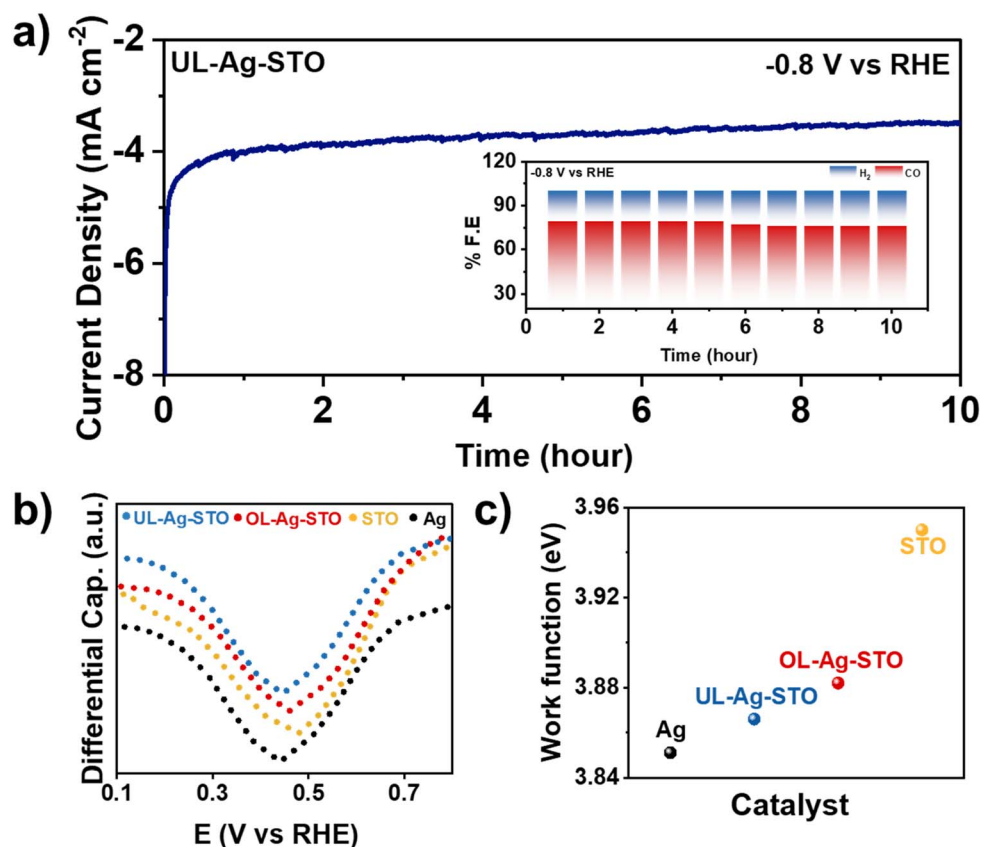 a)
Current Density (mA cm⁻²)
-2
-4
-6
-8
UL-Ag-STO
-0.8 V vs RHE
% F.E
120
90
60
30
-0.8 V vs RHE
H₂ CO
0 2 4 6 8 10
Time (hour)
0 2 4 6 8 10
Time (hour)
b)
Differential Cap. (a.u.)
UL-Ag-STO OL-Ag-STO STO Ag
0.1 0.3 0.5 0.7
E (V vs RHE)
c)
Work function (eV)
3.96
3.92
3.88
3.84
STO
OL-Ag-STO
UL-Ag-STO
Ag
Catalyst